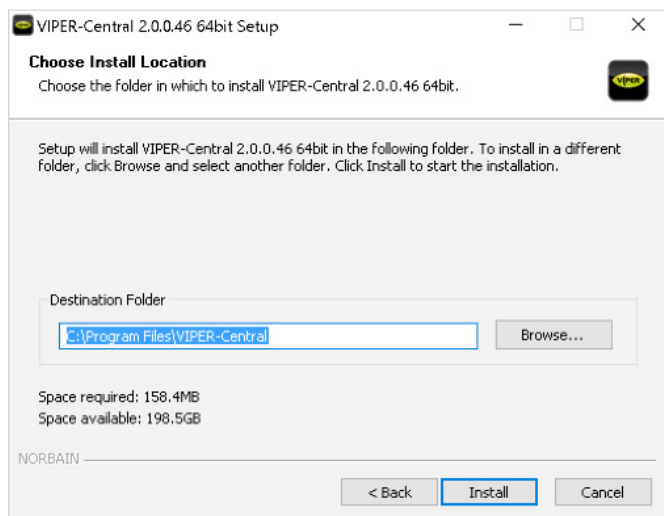 VIPER-Central 2.0.0.46 64bit Setup
Choose Install Location
Choose the folder in which to install VIPER-Central 2.0.0.46 64bit.
VIPER
Setup will install VIPER-Central 2.0.0.46 64bit in the following folder. To install in a different
folder, click Browse and select another folder. Click Install to start the installation.
Destination Folder
C:\Program Files\VIPER-Central
Browse...
Space required: 158.4MB
Space available: 198.5GB
NORBAIN
< Back
Install
Cancel